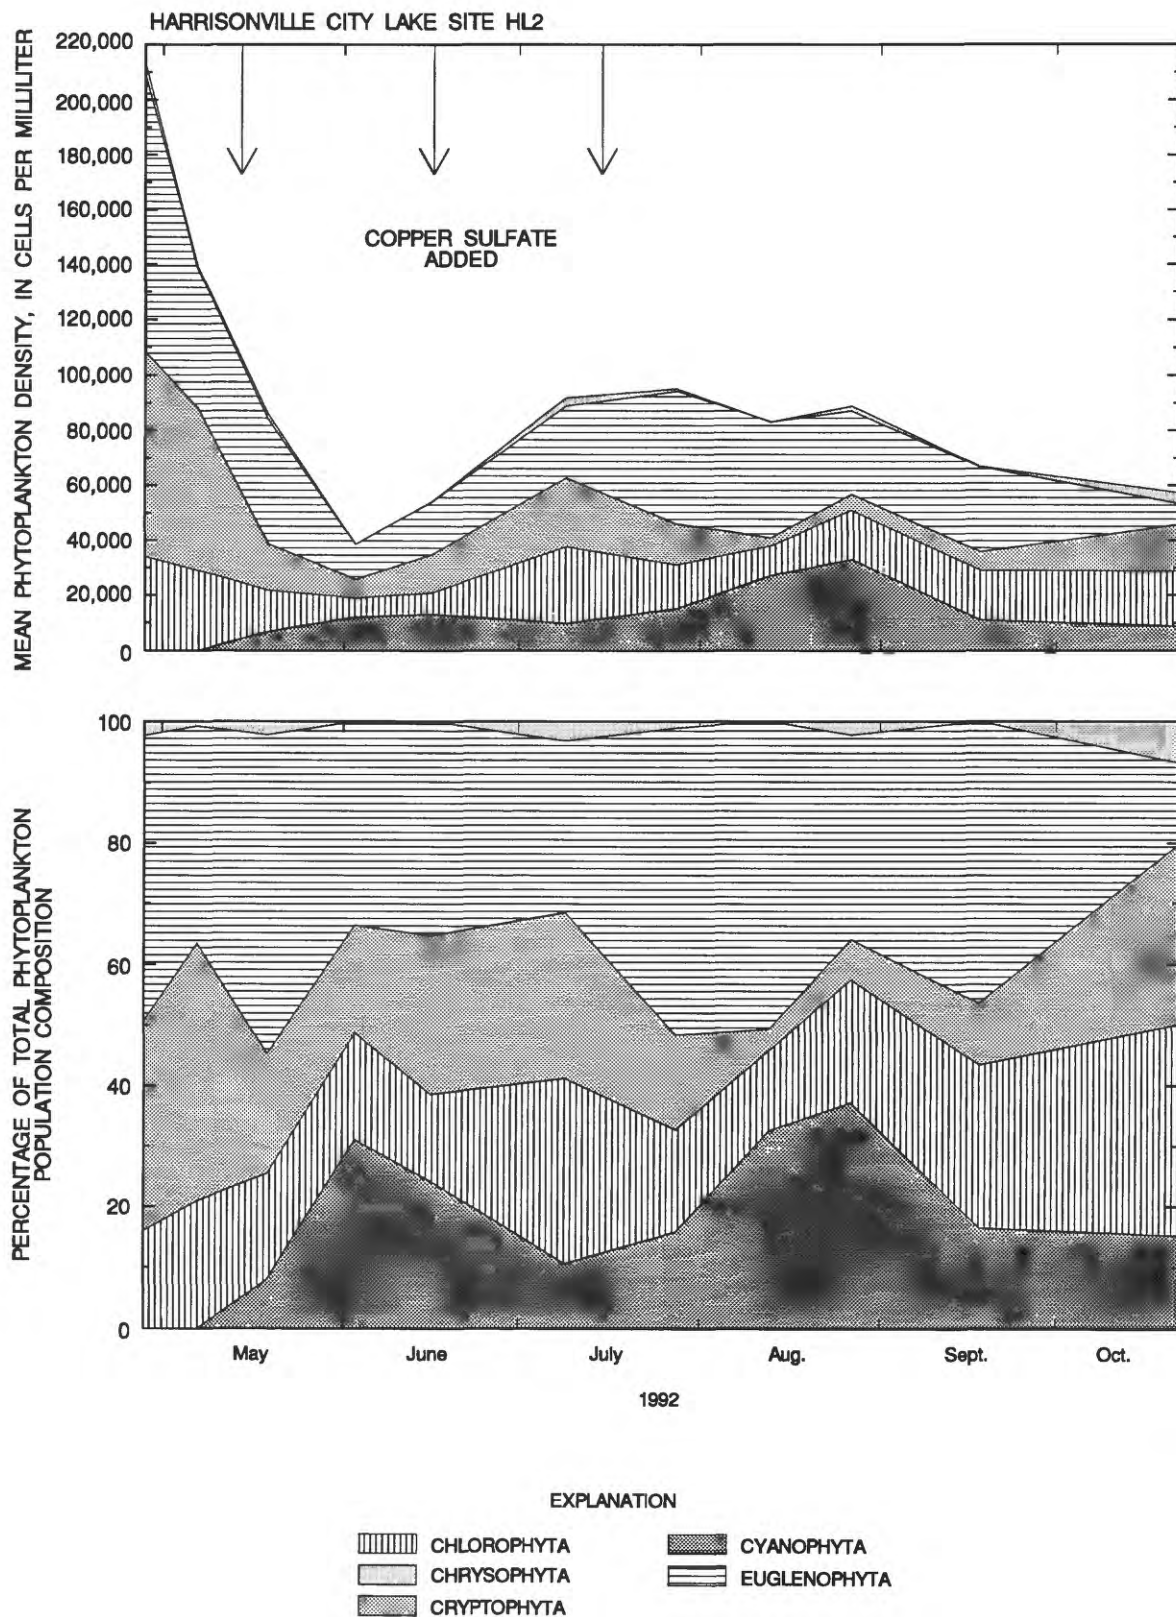 HARRISONVILLE CITY LAKE SITE HL2
MEAN PHYTOPLANKTON DENSITY, IN CELLS PER MILLILITER
220,000
200,000
180,000
160,000
140,000
120,000
100,000
80,000
60,000
40,000
20,000
0
COPPER SULFATE
ADDED
PERCENTAGE OF TOTAL PHYTOPLANKTON
POPULATION COMPOSITION
100
80
60
40
20
0
May June July Aug. Sept. Oct.
1992
EXPLANATION
CHLOROPHYTA
CHRYSOPHYTA
CRYPTOPHYTA
CYANOPHYTA
EUGLENOPHYTA